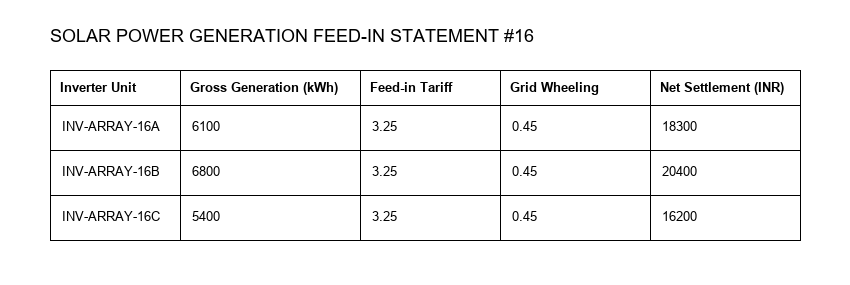 SOLAR POWER GENERATION FEED-IN STATEMENT #16
Inverter Unit Gross Generation (kWh) Feed-in Tariff Grid Wheeling Net Settlement (INR)
INV-ARRAY-16A 6100 3.25 0.45 18300
INV-ARRAY-16B 6800 3.25 0.45 20400
INV-ARRAY-16C 5400 3.25 0.45 16200